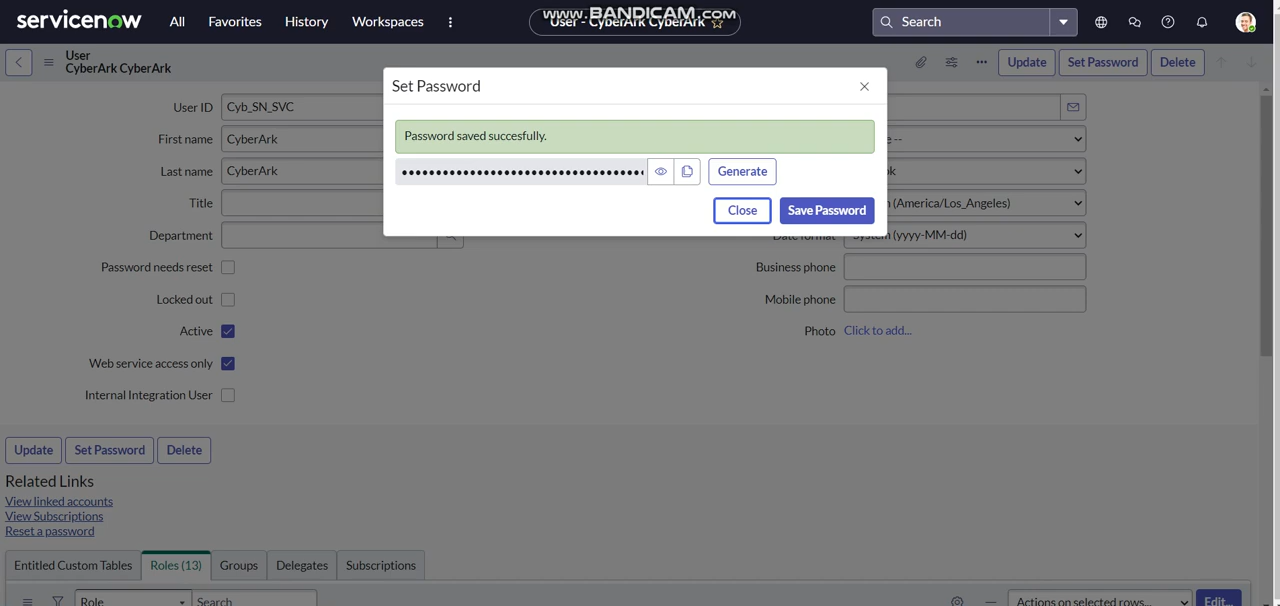 servicenow All Favorites History Workspaces User - CyberArk CyberArk Search
www.BANDICAM.com
User
CyberArk CyberArk
Update Set Password Delete
Set Password
Password saved succesfully.
Generate
Close Save Password
User ID Cyb_SN_SVC
First name CyberArk
Last name CyberArk
Title
Department
Password needs reset
Locked out
Active
Web service access only
Internal Integration User
(America/Los_Angeles)
Date format System (yyyy-MM-dd)
Business phone
Mobile phone
Photo Click to add...
Update Set Password Delete
Related Links
View linked accounts
View Subscriptions
Reset a password
Entitled Custom Tables Roles (13) Groups Delegates Subscriptions
Role Search Actions on selected rows... Edit...